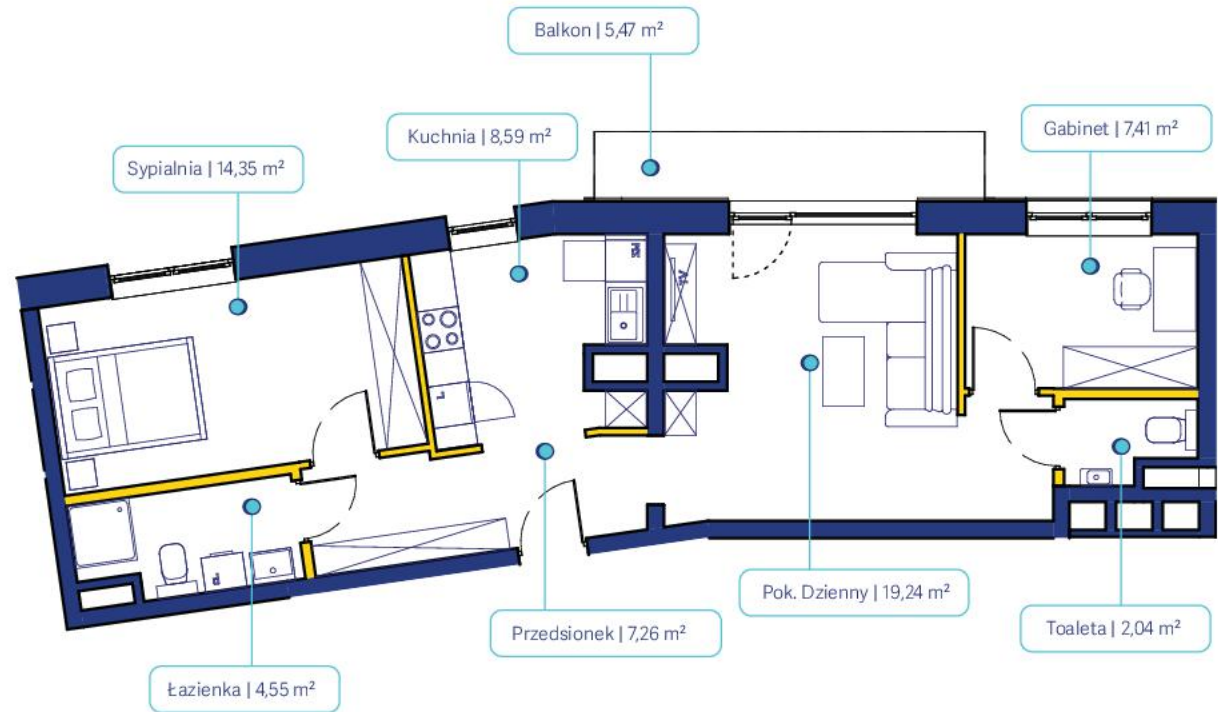 Balkon | 5,47 m²
Kuchnia | 8,59 m²
Gabinet | 7,41 m²
Sypialnia | 14,35 m²
Pok. Dzienny | 19,24 m²
Przedsionek | 7,26 m²
Toaleta | 2,04 m²
Łazienka | 4,55 m²